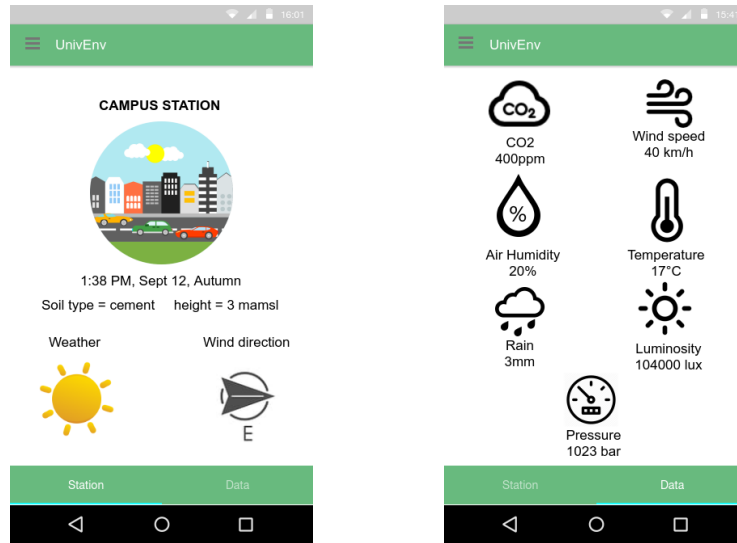 16:01
UnivEnv
CAMPUS STATION
1:38 PM, Sept 12, Autumn
Soil type = cement height = 3 mamsl
Weather Wind direction
E
Station Data
15:41
UnivEnv
CO2
CO2
400ppm
Wind speed
40 km/h
%
Air Humidity
20%
Temperature
17°C
Rain
3mm
Luminosity
104000 lux
Pressure
1023 bar
Station Data